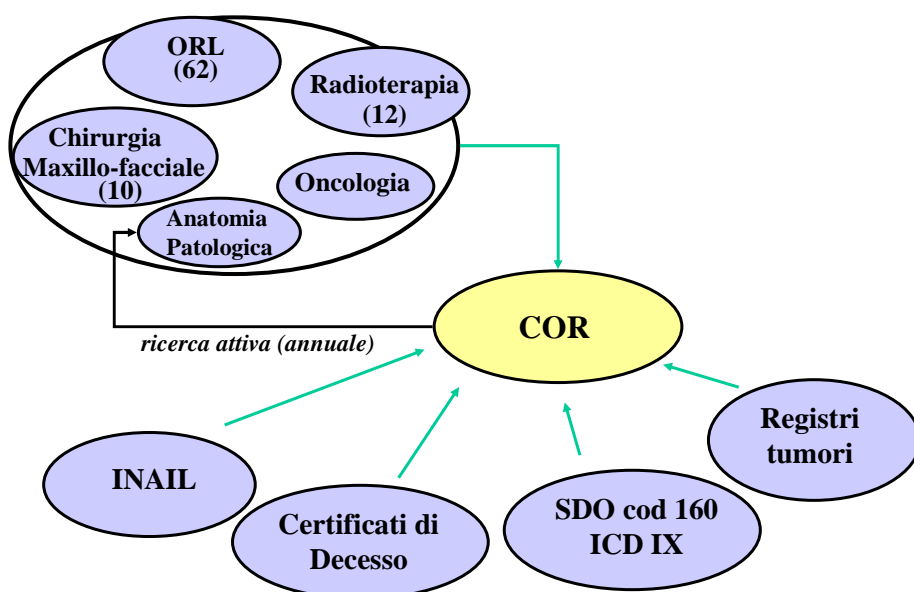 ORL
(62)
Radioterapia
(12)
Chirurgia
Maxillo-facciale
(10)
Oncologia
Anatomia
Patologica
COR
ricerca attiva (annuale)
Registri
tumori
INAIL
SDO cod 160
ICD IX
Certificati di
Decesso